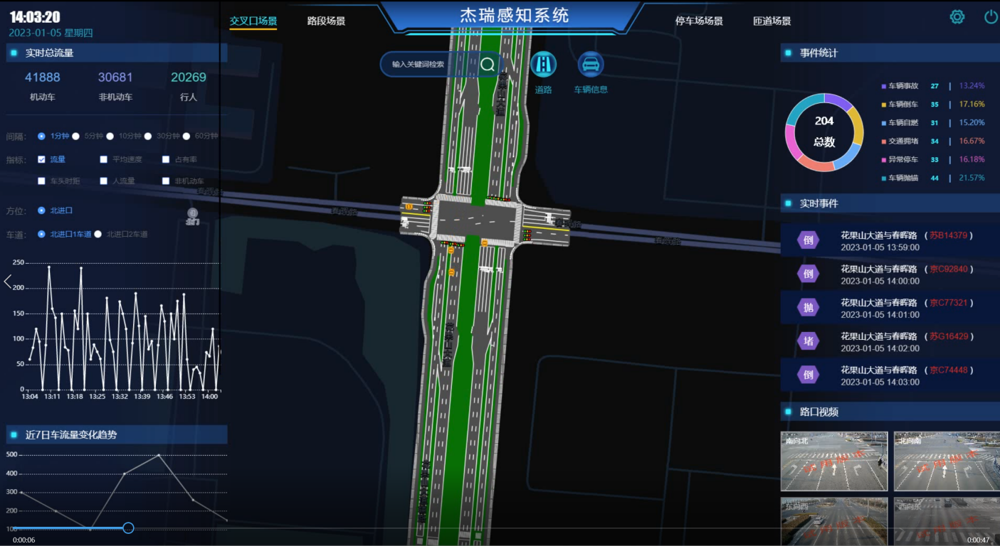 14:03:20
2023-01-05 星期四
交叉口场景
路段场景
杰瑞感知系统
停车场场景
匝道场景
实时总流量
41888
30681
20269
机动车
非机动车
行人
间隔：
1分钟
5分钟
10分钟
30分钟
60分钟
指标：
流量
平均速度
占有率
车头时距
人流量
非机动车
方位：
北进口
车道：
北进口1车道
北进口2车道
250
200
150
100
50
0
13:04
13:11
13:18
13:25
13:32
13:39
13:46
13:53
14:00
近7日车流量变化趋势
500
400
300
200
100
0:00:06
输入关键词检索
道路
车辆信息
春晖路
春晖路
春晖路
春晖路
花果山大道
花果山大道
事件统计
204
总数
车辆事故 27 | 13.24%
车辆倒车 35 | 17.16%
车辆自燃 31 | 15.20%
交通拥堵 34 | 16.67%
异常停车 33 | 16.18%
车辆抛锚 44 | 21.57%
实时事件
倒
花果山大道与春晖路 （苏B14379）
2023-01-05 13:59:00
倒
花果山大道与春晖路 （京C92840）
2023-01-05 14:00:00
抛
花果山大道与春晖路 （京C77321）
2023-01-05 14:01:00
堵
花果山大道与春晖路 （苏G16429）
2023-01-05 14:02:00
倒
花果山大道与春晖路 （京C74448）
2023-01-05 14:03:00
路口视频
南向北
北向南
东向西
西向东
0:00:47